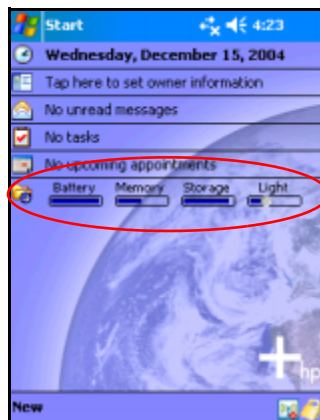 Start 4:23
Wednesday, December 15, 2004
Tap here to set owner information
No unread messages
No tasks
No upcoming appointments
Battery Memory Storage Light
hp
New